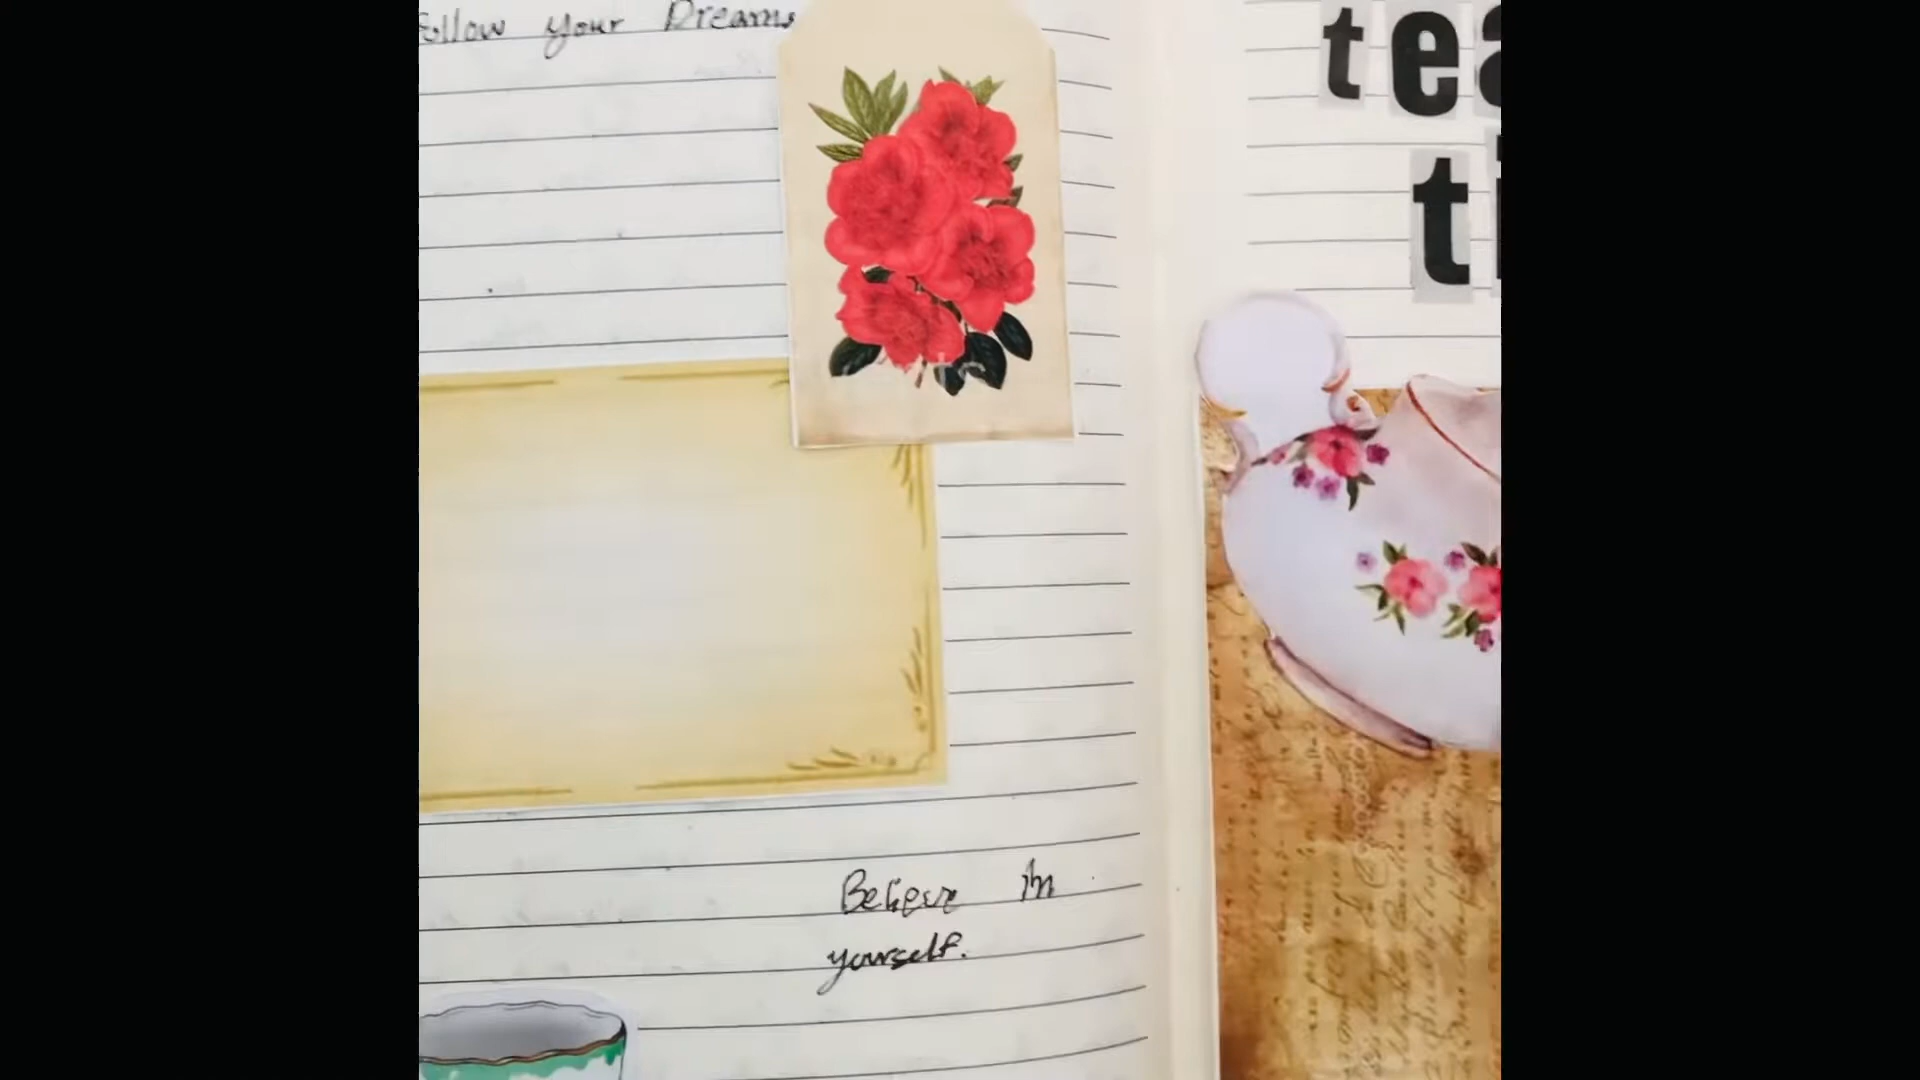 Follow your Dreams
Believe in
yourself.
tea
ti